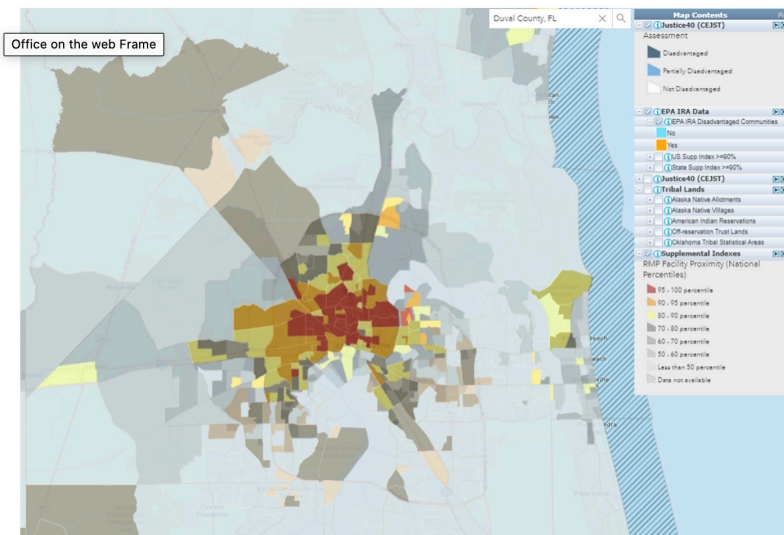 Duval County, FL
Office on the web Frame
Map Contents
Justice40 (CEJST)
Assessment
Disadvantaged
Partially Disadvantaged
Not Disadvantaged
EPA IRA Data
EPA IRA Disadvantaged Communities
No
Yes
US Supp Index >=90%
State Supp Index >=90%
Justice40 (CEJST)
Tribal Lands
Alaska Native Allotments
Alaska Native Villages
American Indian Reservations
Off-reservation Trust Lands
Oklahoma Tribal Statistical Areas
Supplemental Indexes
RMP Facility Proximity (National
Percentiles)
95 - 100 percentile
90 - 95 percentile
80 - 90 percentile
70 - 80 percentile
60 - 70 percentile
50 - 60 percentile
Less than 50 percentile
Data not available